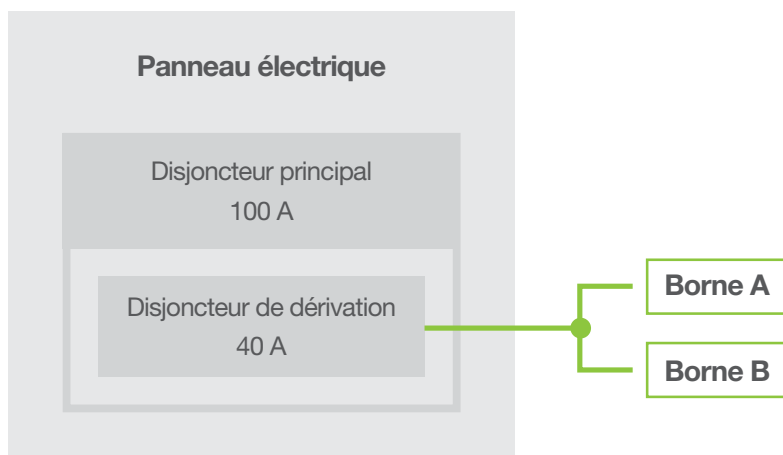 Panneau électrique
Disjoncteur principal
100 A
Disjoncteur de dérivation
40 A
Borne A
Borne B